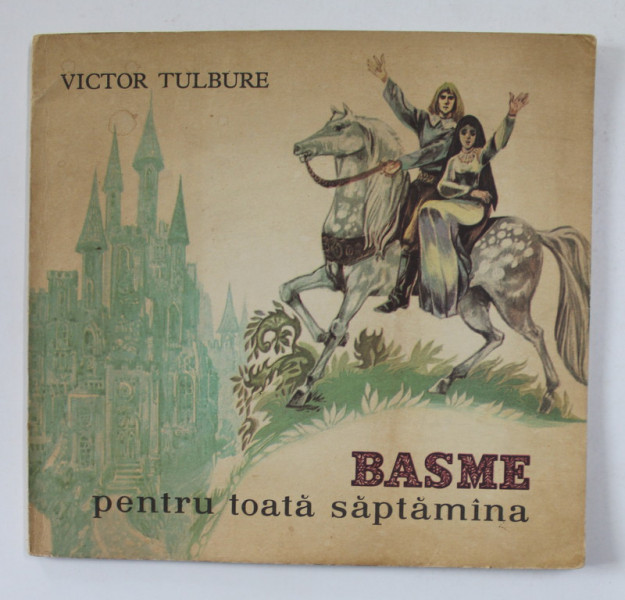 VICTOR TULBURE
BASME
pentru toată săptămîna